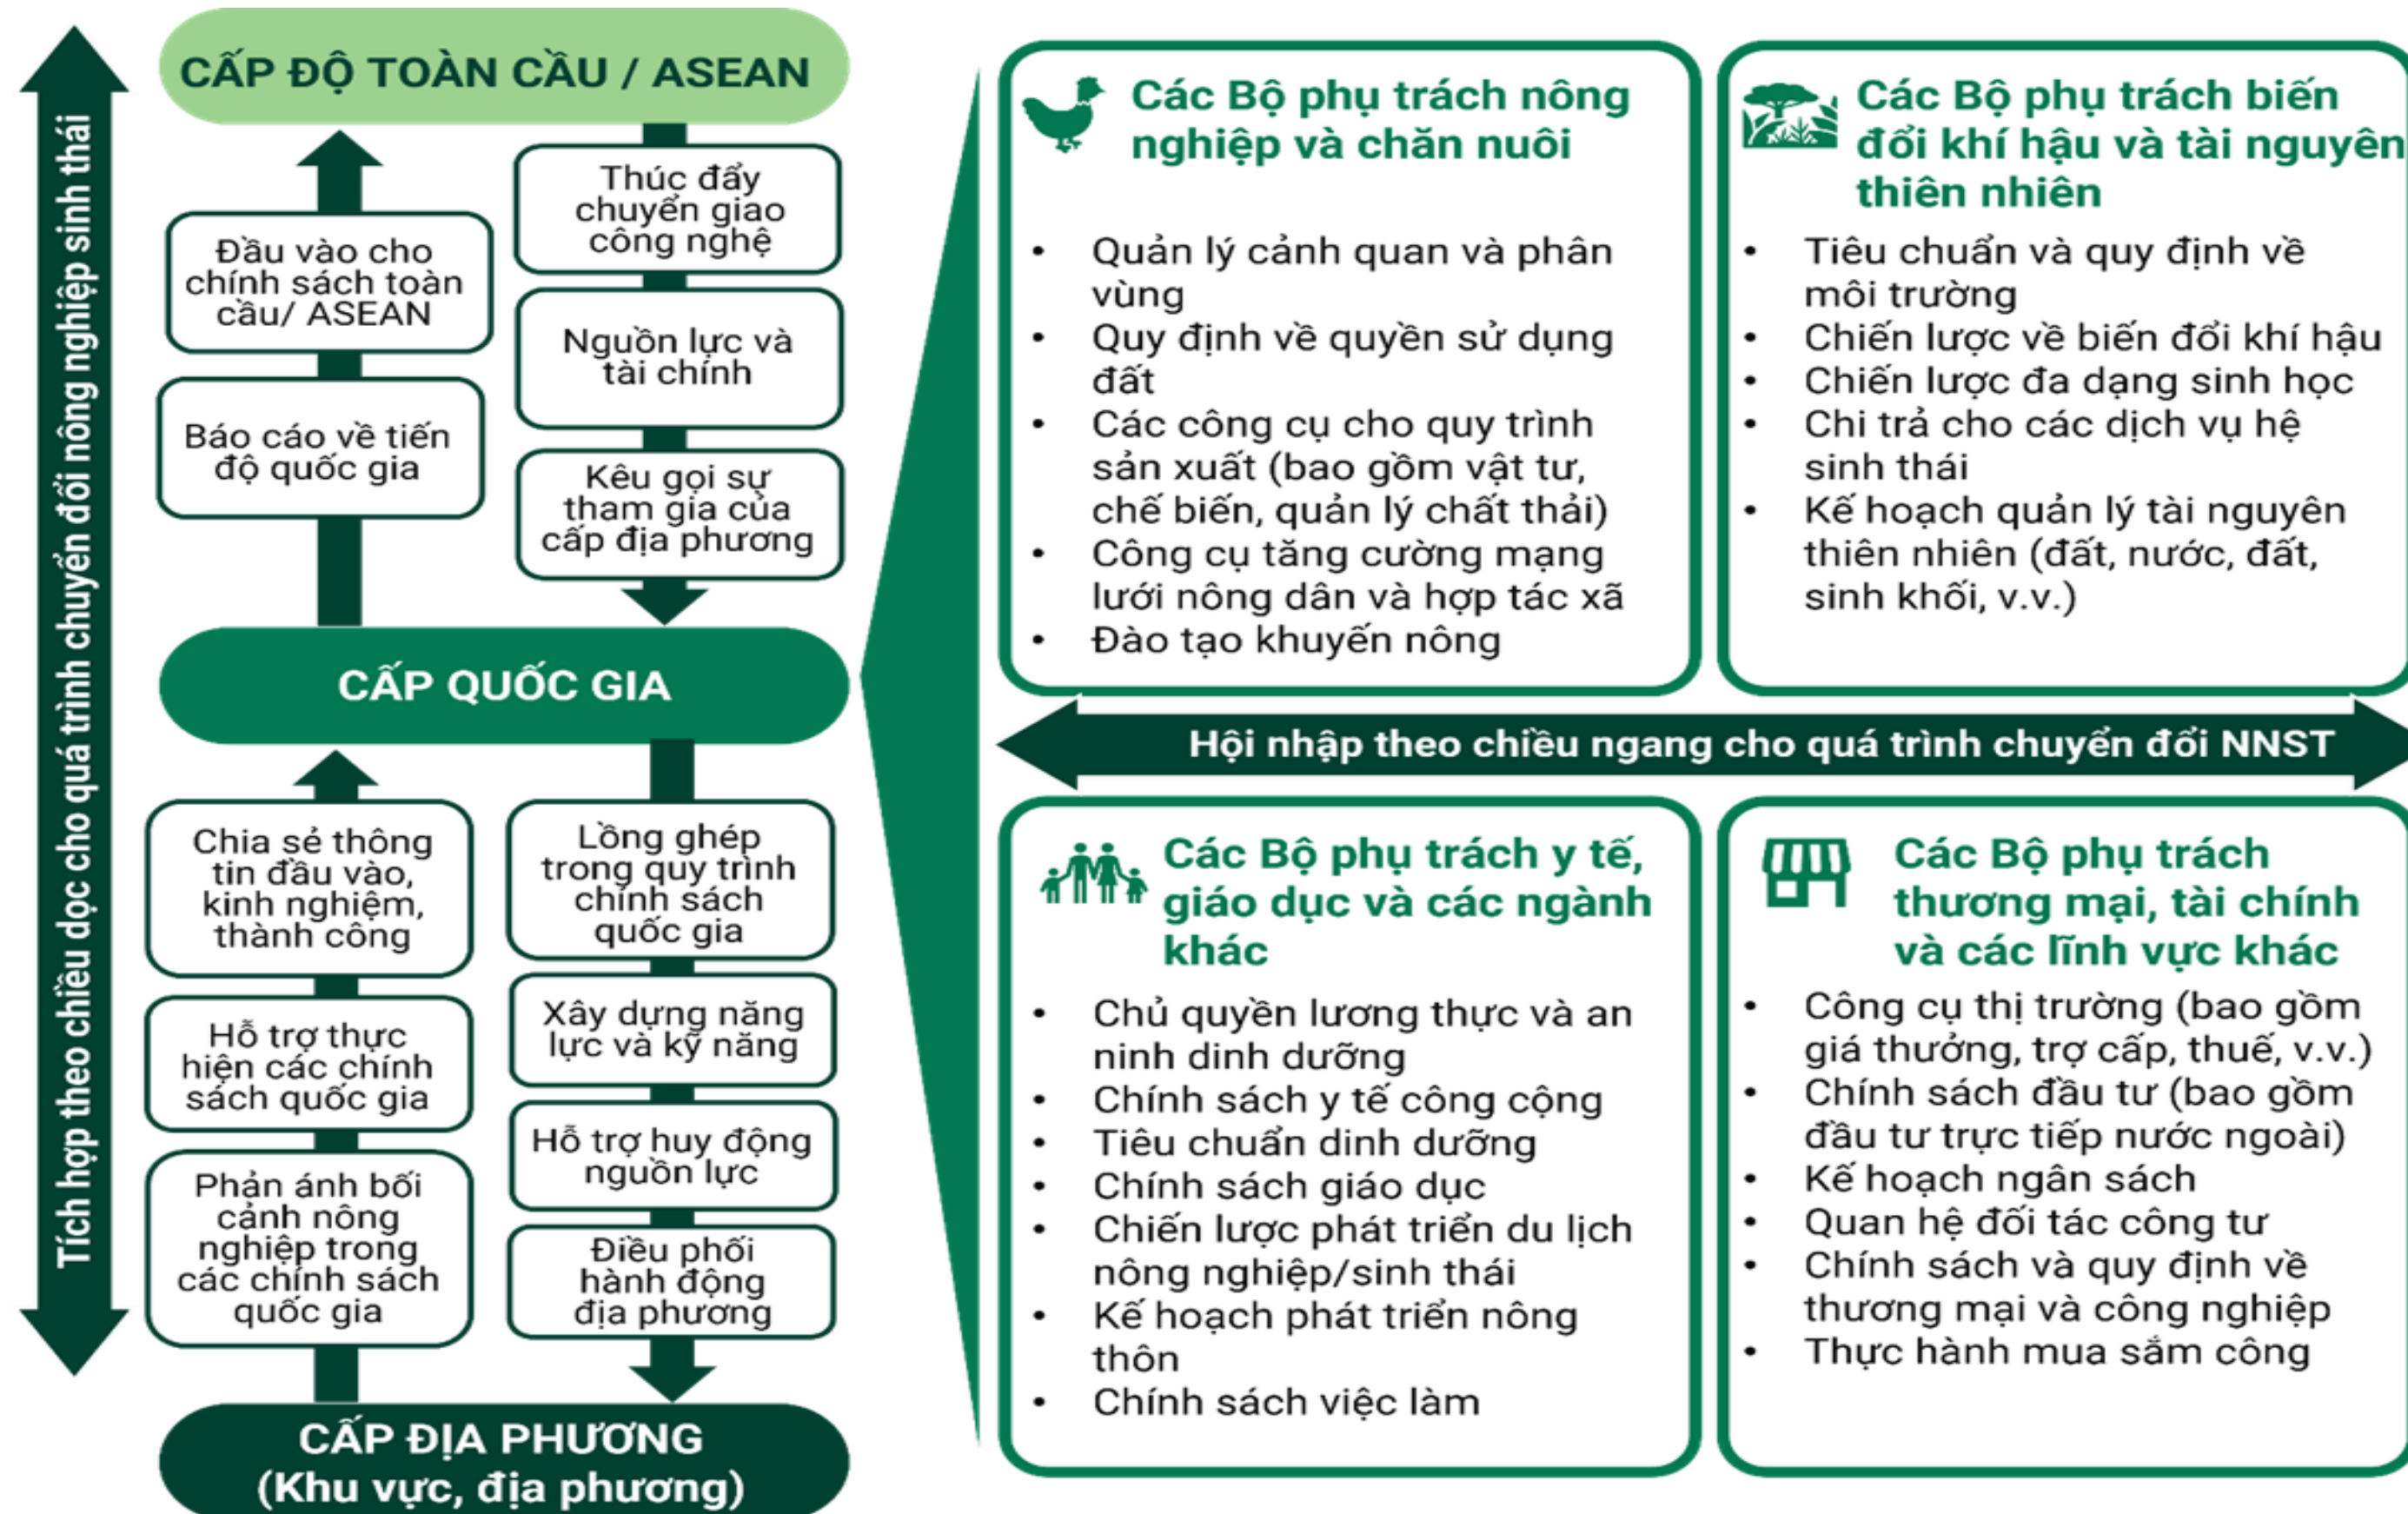 Tích hợp theo chiều dọc cho quá trình chuyển đổi nông nghiệp sinh thái
CẤP ĐỘ TOÀN CẦU / ASEAN
Đầu vào cho
chính sách toàn
cầu/ ASEAN
Báo cáo về tiến
độ quốc gia
Thúc đẩy
chuyển giao
công nghệ
Nguồn lực và
tài chính
Kêu gọi sự
tham gia của
cấp địa phương
CẤP QUỐC GIA
Chia sẻ thông
tin đầu vào,
kinh nghiệm,
thành công
Hỗ trợ thực
hiện các chính
sách quốc gia
Phản ánh bối
cảnh nông
nghiệp trong
các chính sách
quốc gia
Lồng ghép
trong quy trình
chính sách
quốc gia
Xây dựng năng
lực và kỹ năng
Hỗ trợ huy động
nguồn lực
Điều phối
hành động
địa phương
CẤP ĐỊA PHƯƠNG
(Khu vực, địa phương)
Các Bộ phụ trách nông
nghiệp và chăn nuôi
• Quản lý cảnh quan và phân
vùng
• Quy định về quyền sử dụng
đất
• Các công cụ cho quy trình
sản xuất (bao gồm vật tư,
chế biến, quản lý chất thải)
• Công cụ tăng cường mạng
lưới nông dân và hợp tác xã
• Đào tạo khuyến nông
Các Bộ phụ trách biến
đổi khí hậu và tài nguyên
thiên nhiên
• Tiêu chuẩn và quy định về
môi trường
• Chiến lược về biến đổi khí hậu
• Chiến lược đa dạng sinh học
• Chi trả cho các dịch vụ hệ
sinh thái
• Kế hoạch quản lý tài nguyên
thiên nhiên (đất, nước, đất,
sinh khối, v.v.)
Hội nhập theo chiều ngang cho quá trình chuyển đổi NNST
Các Bộ phụ trách y tế,
giáo dục và các ngành
khác
• Chủ quyền lương thực và an
ninh dinh dưỡng
• Chính sách y tế công cộng
• Tiêu chuẩn dinh dưỡng
• Chính sách giáo dục
• Chiến lược phát triển du lịch
nông nghiệp/sinh thái
• Kế hoạch phát triển nông
thôn
• Chính sách việc làm
Các Bộ phụ trách
thương mại, tài chính
và các lĩnh vực khác
• Công cụ thị trường (bao gồm
giá thưởng, trợ cấp, thuế, v.v.)
• Chính sách đầu tư (bao gồm
đầu tư trực tiếp nước ngoài)
• Kế hoạch ngân sách
• Quan hệ đối tác công tư
• Chính sách và quy định về
thương mại và công nghiệp
• Thực hành mua sắm công